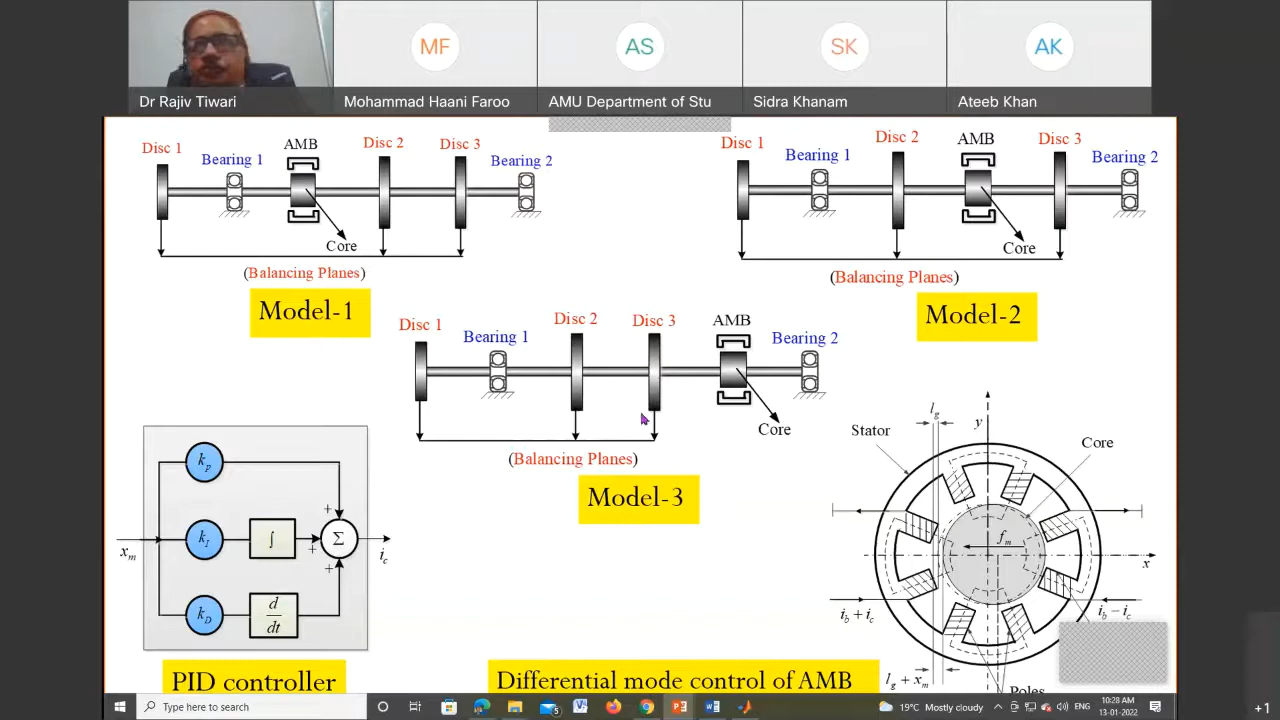 MF
AS
SK
AK
Dr Rajiv Tiwari
Mohammad Haani Faroo
AMU Department of Stu
Sidra Khanam
Ateeb Khan
Disc 1
Bearing 1
AMB
Disc 2
Disc 3
Bearing 2
Core
(Balancing Planes)
Model-1
Disc 1
Bearing 1
Disc 2
AMB
Disc 3
Bearing 2
Core
(Balancing Planes)
Model-2
Disc 1
Bearing 1
Disc 2
Disc 3
AMB
Bearing 2
Core
(Balancing Planes)
Model-3
k_p
k_I
k_D
∫
d/dt
Σ
+
+
+
x_m
i_c
PID controller
Differential mode control of AMB
l_g
y
Stator
Core
f_m
x
i_b + i_c
i_b − i_c
l_g + x_m
Poles
Type here to search
5
19°C Mostly cloudy
10:28 AM
13-01-2022
+1